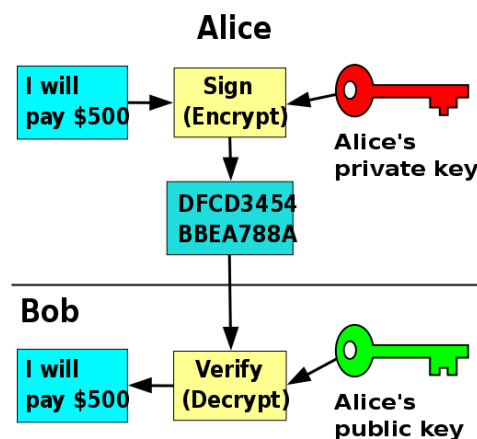 Alice
I will
pay $500
Sign
(Encrypt)
Alice's
private key
DFCD3454
BBEA788A
Bob
I will
pay $500
Verify
(Decrypt)
Alice's
public key